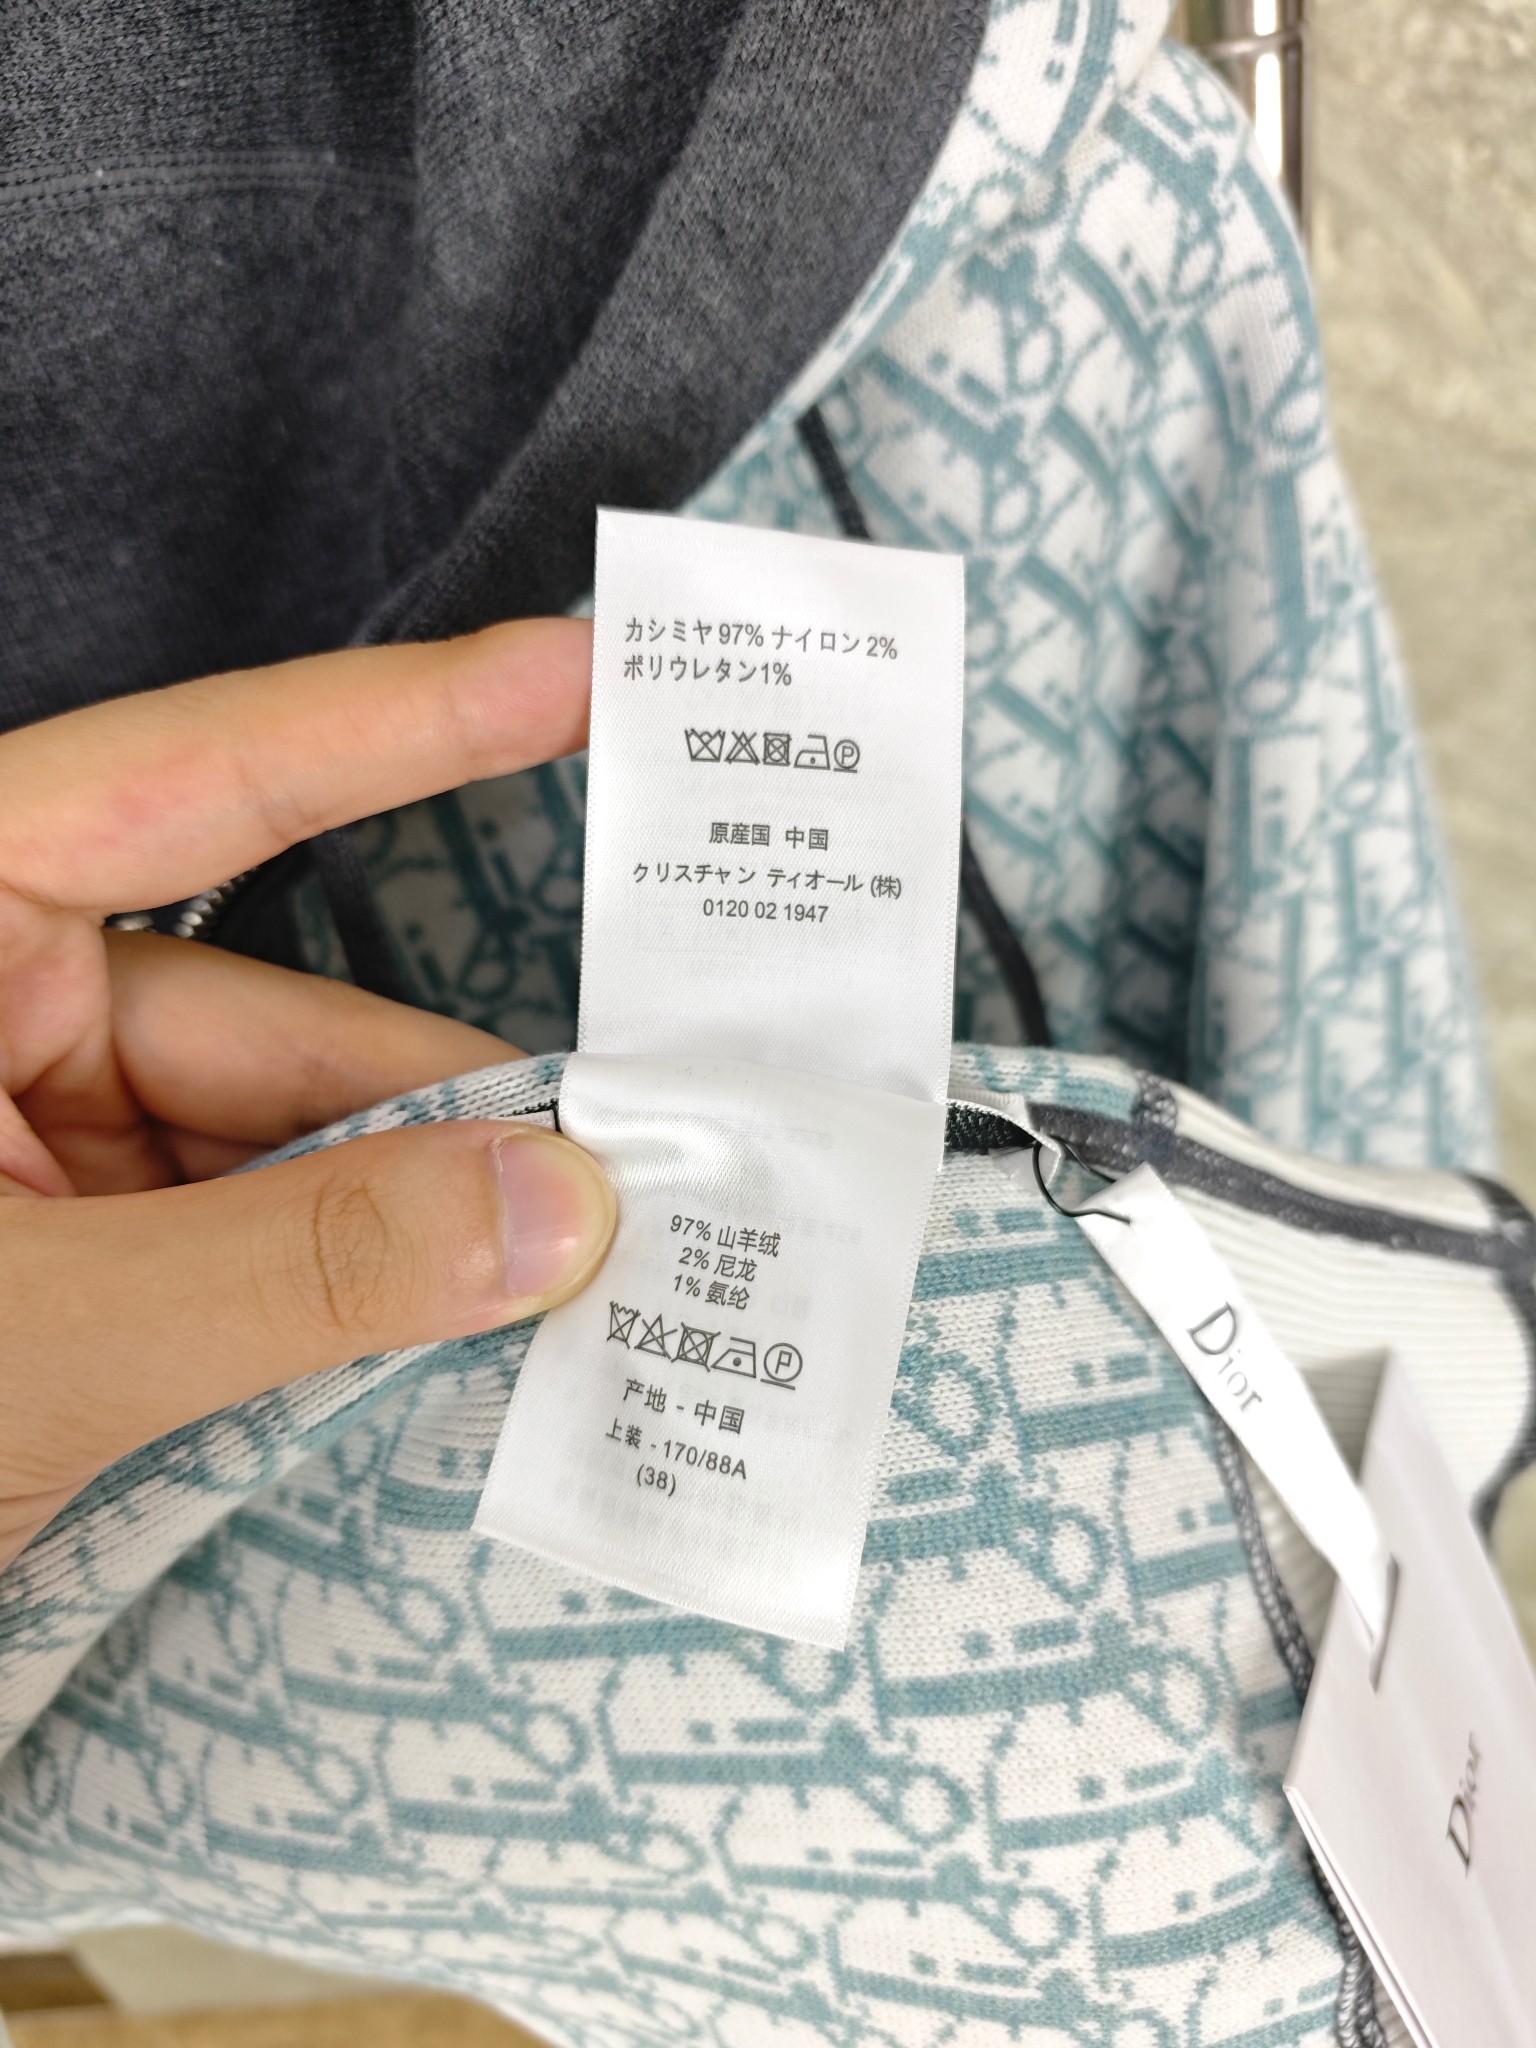 カシミヤ 97% ナイロン 2%
ポリウレタン1%
P
原産国 中国
クリスチャン ディオール (株)
0120 02 1947
97% 山羊绒
2% 尼龙
1% 氨纶
P
产地 - 中国
上装 - 170/88A
(38)
Dior
Dior